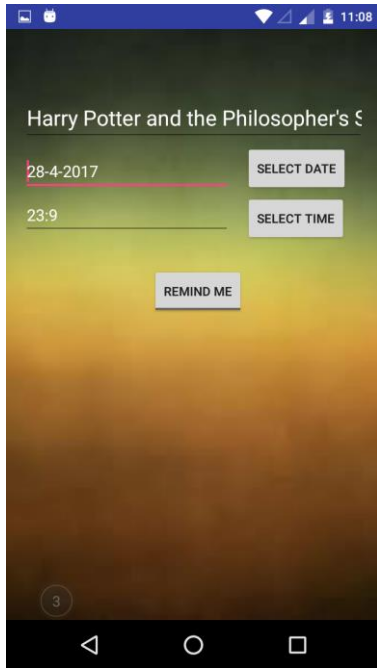 11:08
Harry Potter and the Philosopher's S
28-4-2017
SELECT DATE
23:9
SELECT TIME
REMIND ME
3